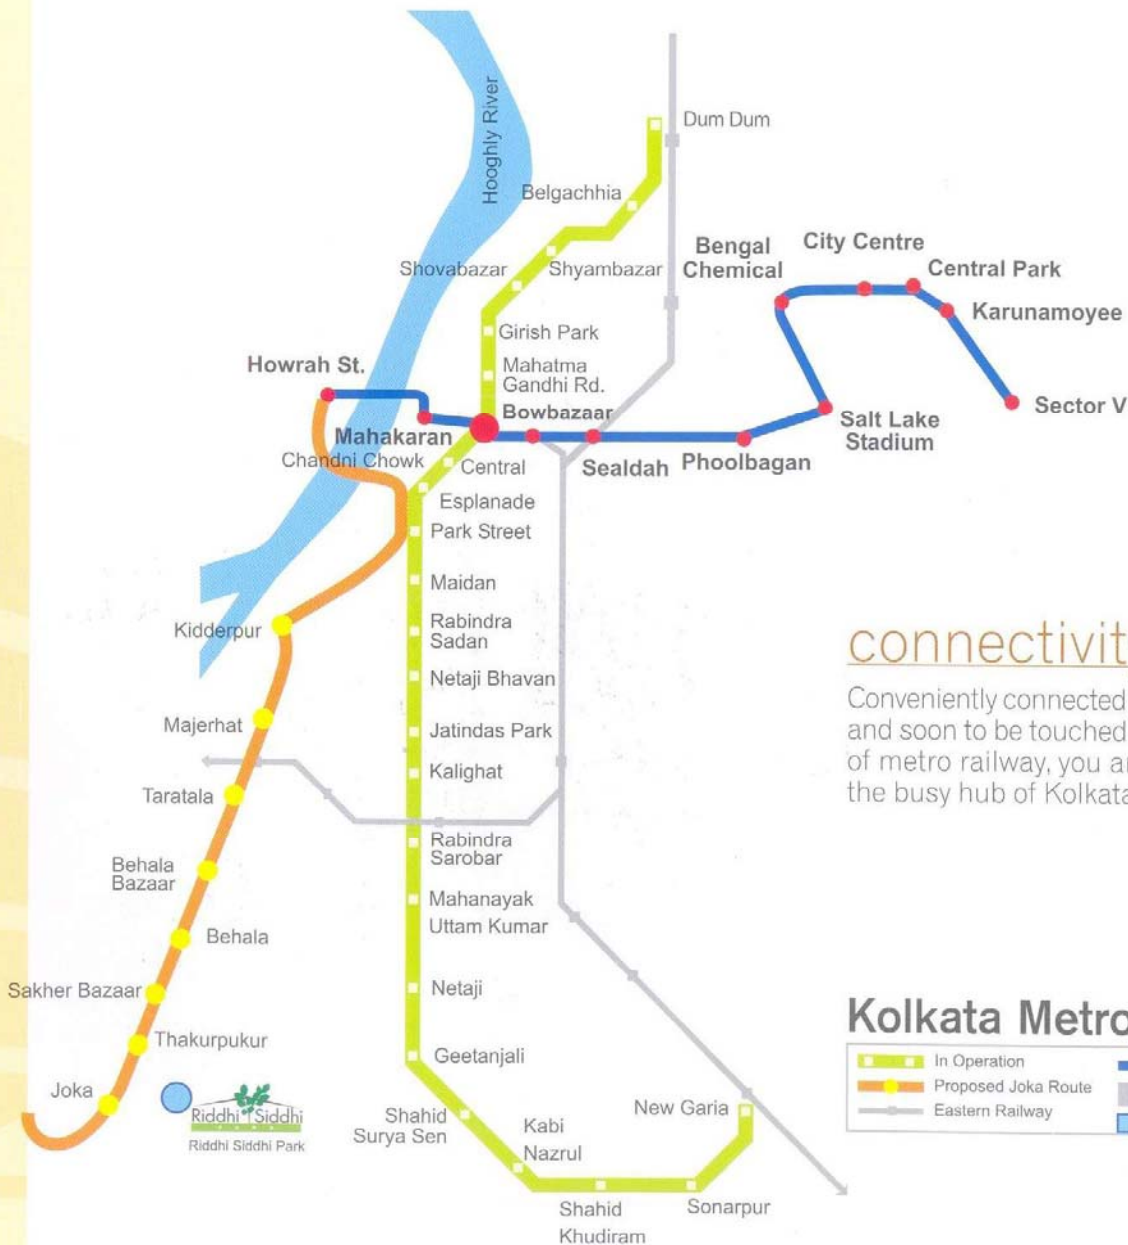 Hooghly River
Dum Dum
Belgachhia
Shovabazar
Shyambazar
Bengal
Chemical
City Centre
Central Park
Karunamoyee
Girish Park
Howrah St.
Mahatma
Gandhi Rd.
Bowbazaar
Mahakaran
Chandni Chowk
Central
Sealdah
Phoolbagan
Salt Lake
Stadium
Sector V
Esplanade
Park Street
Maidan
Kidderpur
Rabindra
Sadan
Netaji Bhavan
Majerhat
Jatindas Park
Kalighat
Taratala
Rabindra
Sarobar
Behala
Bazaar
Mahanayak
Uttam Kumar
Behala
Sakher Bazaar
Netaji
Thakurpukur
Geetanjali
Joka
Riddhi Siddhi
Riddhi Siddhi Park
Shahid
Surya Sen
Kabi
Nazrul
New Garia
Shahid
Khudiram
Sonarpur
connectivit
Conveniently connected
and soon to be touched
of metro railway, you a
the busy hub of Kolkata
Kolkata Metro
In Operation
Proposed Joka Route
Eastern Railway